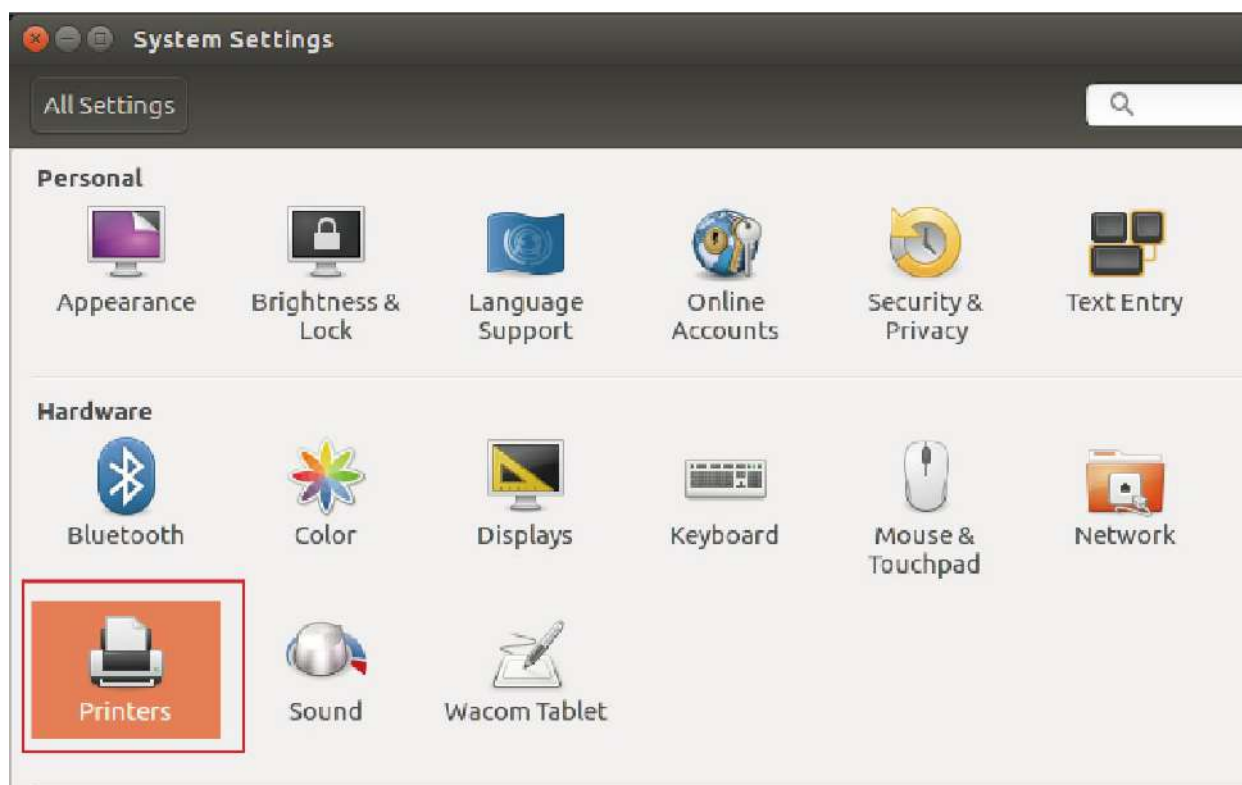 System Settings
All Settings
Personal
Appearance
Brightness &
Lock
Language
Support
Online
Accounts
Security &
Privacy
Text Entry
Hardware
Bluetooth
Color
Displays
Keyboard
Mouse &
Touchpad
Network
Printers
Sound
Wacom Tablet